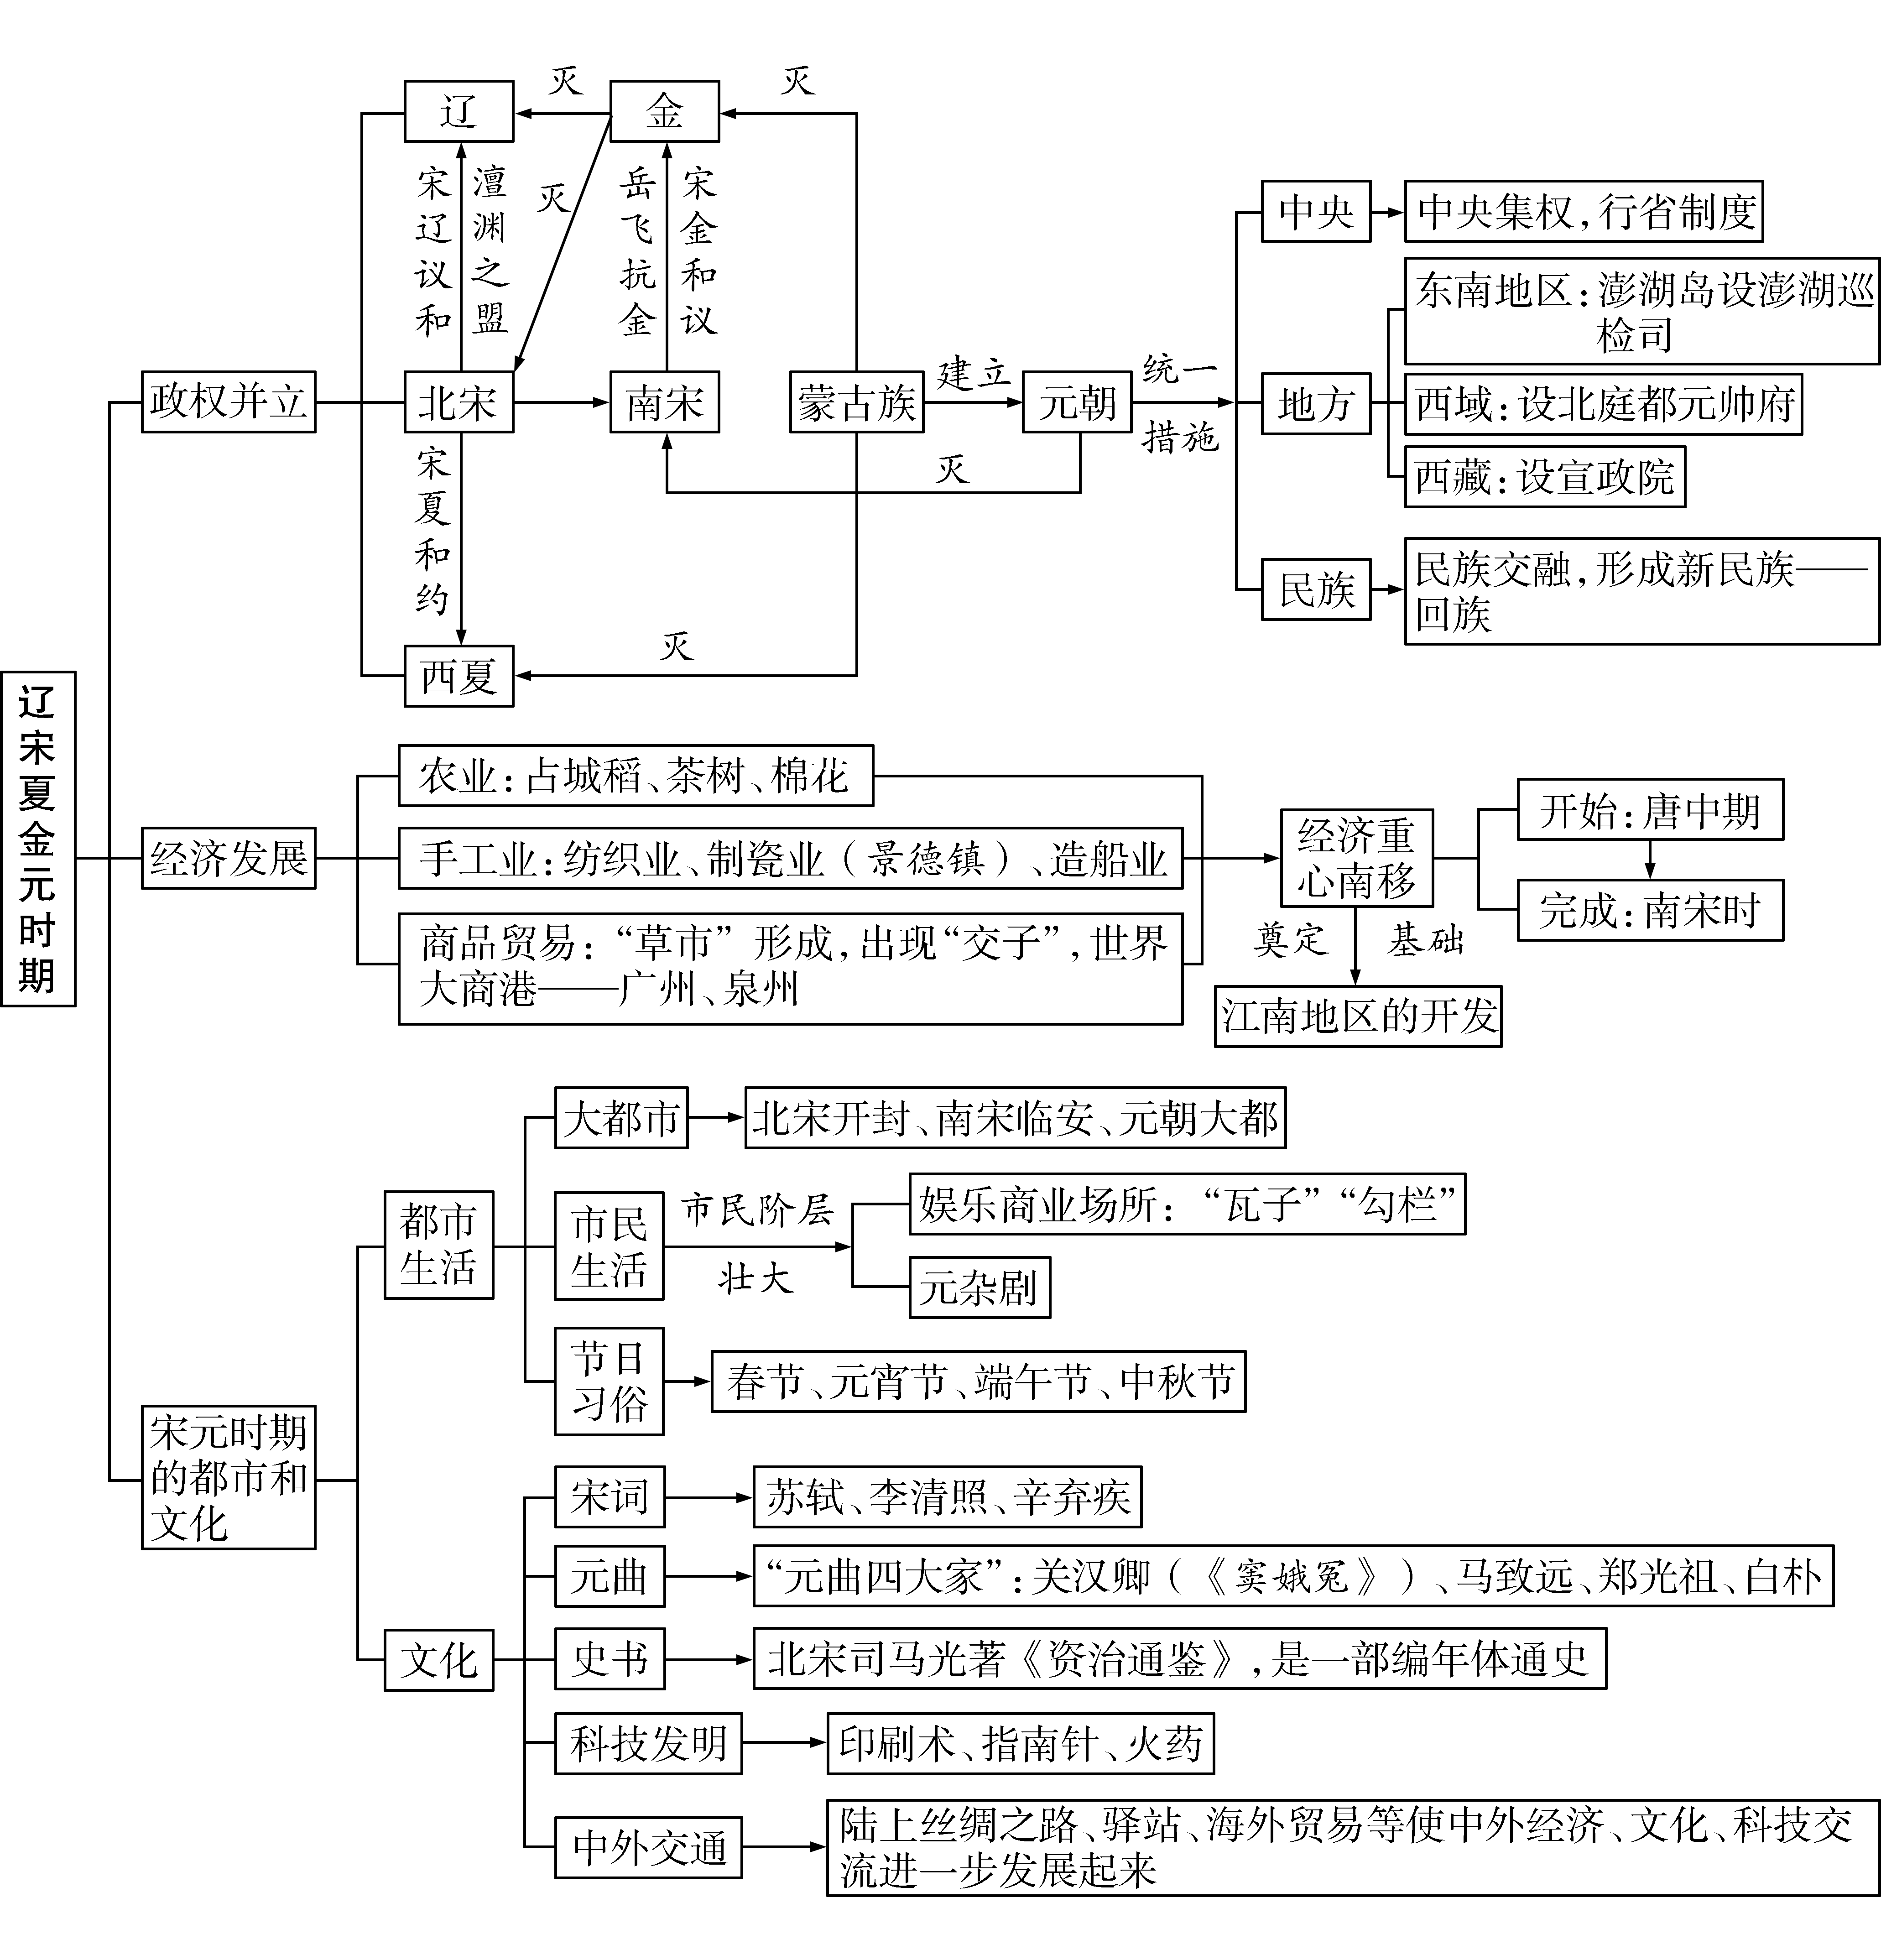 辽宋夏金元时期
政权并立
辽
灭
金
灭
宋辽议和
澶渊之盟
灭
岳飞抗金
宋金和议
北宋
南宋
蒙古族
建立
元朝
统一
措施
灭
宋夏和约
西夏
灭
中央
中央集权,行省制度
地方
东南地区:澎湖岛设澎湖巡
检司
西域:设北庭都元帅府
西藏:设宣政院
民族
民族交融,形成新民族——
回族
经济发展
农业:占城稻、茶树、棉花
手工业:纺织业、制瓷业(景德镇)、造船业
商品贸易:“草市”形成,出现“交子”,世界
大商港——广州、泉州
经济重
心南移
开始:唐中期
完成:南宋时
奠定 基础
江南地区的开发
宋元时期
的都市和
文化
都市
生活
大都市
北宋开封、南宋临安、元朝大都
市民
生活
市民阶层
壮大
娱乐商业场所:“瓦子”“勾栏”
元杂剧
节日
习俗
春节、元宵节、端午节、中秋节
文化
宋词
苏轼、李清照、辛弃疾
元曲
“元曲四大家”:关汉卿(《窦娥冤》)、马致远、郑光祖、白朴
史书
北宋司马光著《资治通鉴》,是一部编年体通史
科技发明
印刷术、指南针、火药
中外交通
陆上丝绸之路、驿站、海外贸易等使中外经济、文化、科技交
流进一步发展起来